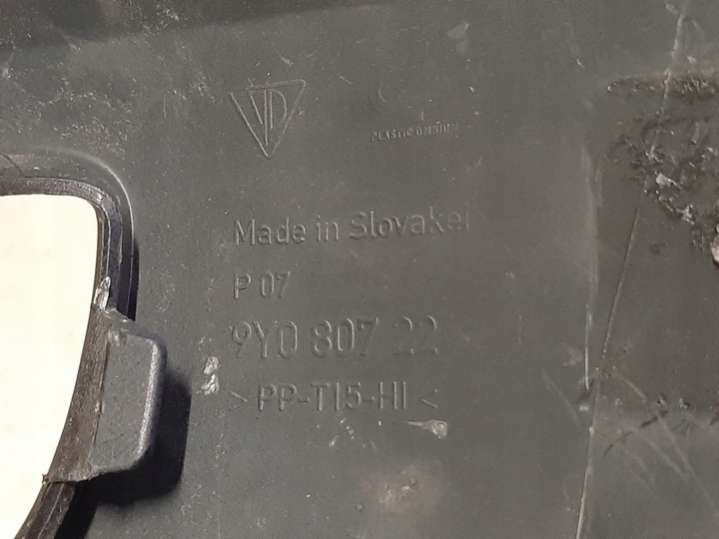 Made in Slovakei
P 07
9Y0 807 22
>PP-T15-HI<